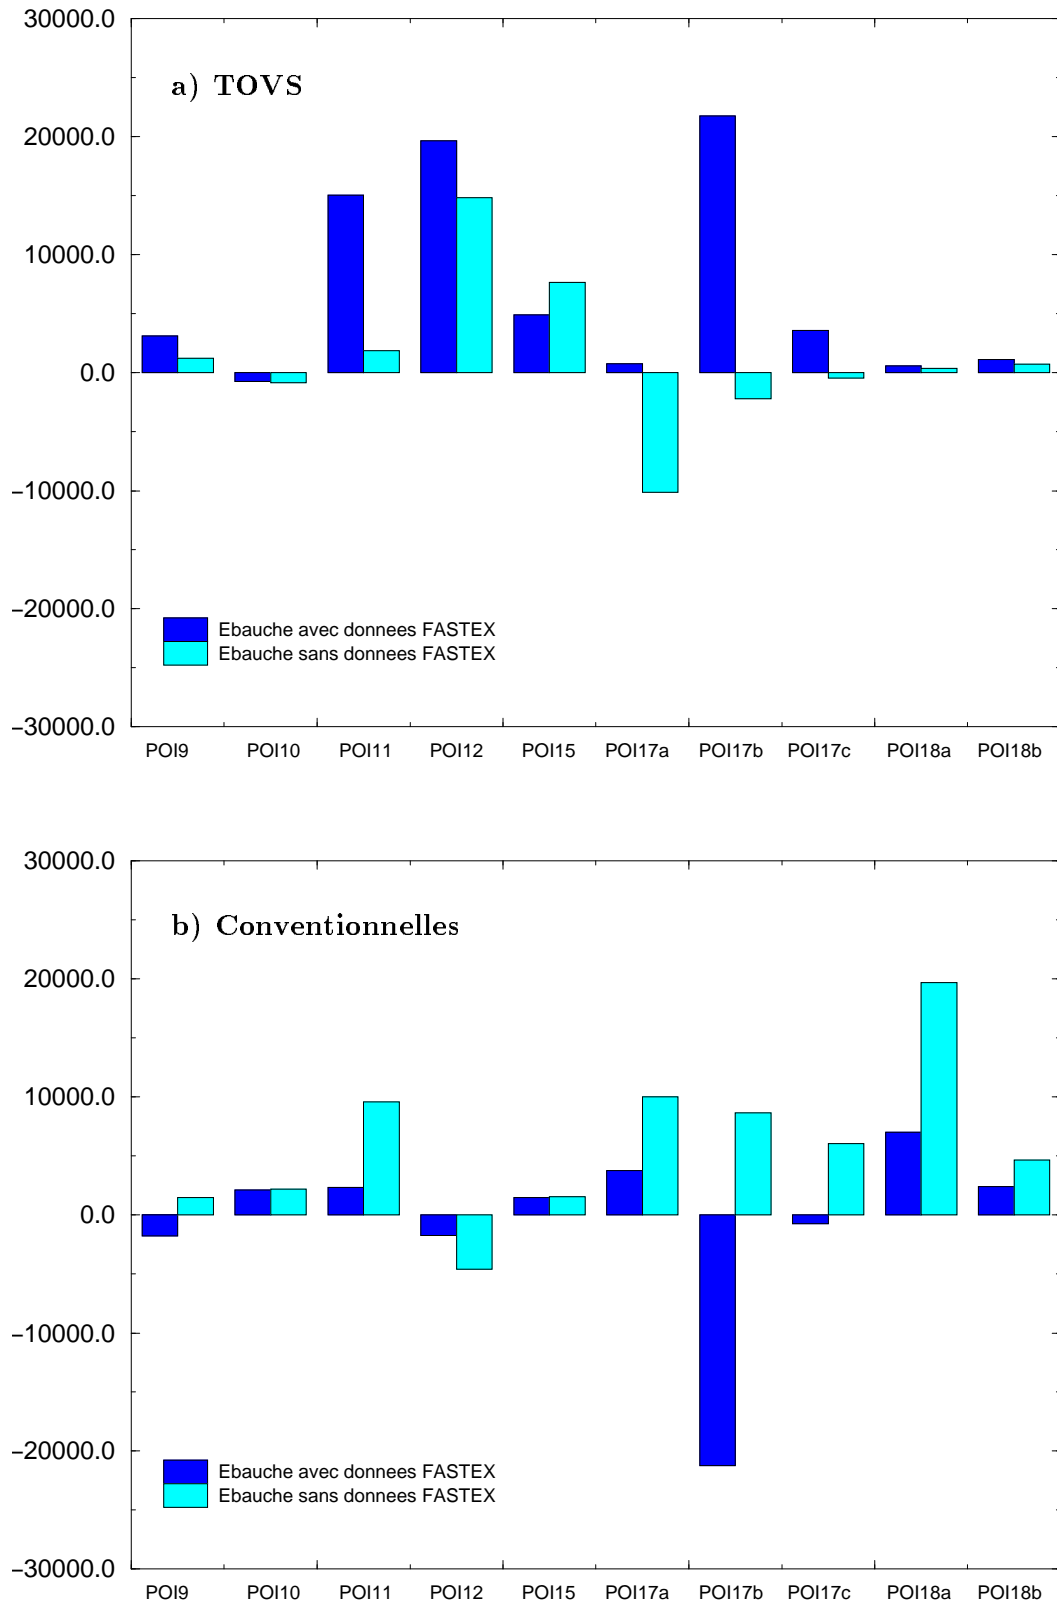 30000.0
a) TOVS
20000.0
10000.0
0.0
−10000.0
−20000.0
Ebauche avec donnees FASTEX
Ebauche sans donnees FASTEX
−30000.0
POI9 POI10 POI11 POI12 POI15 POI17a POI17b POI17c POI18a POI18b
30000.0
b) Conventionnelles
20000.0
10000.0
0.0
−10000.0
−20000.0
Ebauche avec donnees FASTEX
Ebauche sans donnees FASTEX
−30000.0
POI9 POI10 POI11 POI12 POI15 POI17a POI17b POI17c POI18a POI18b